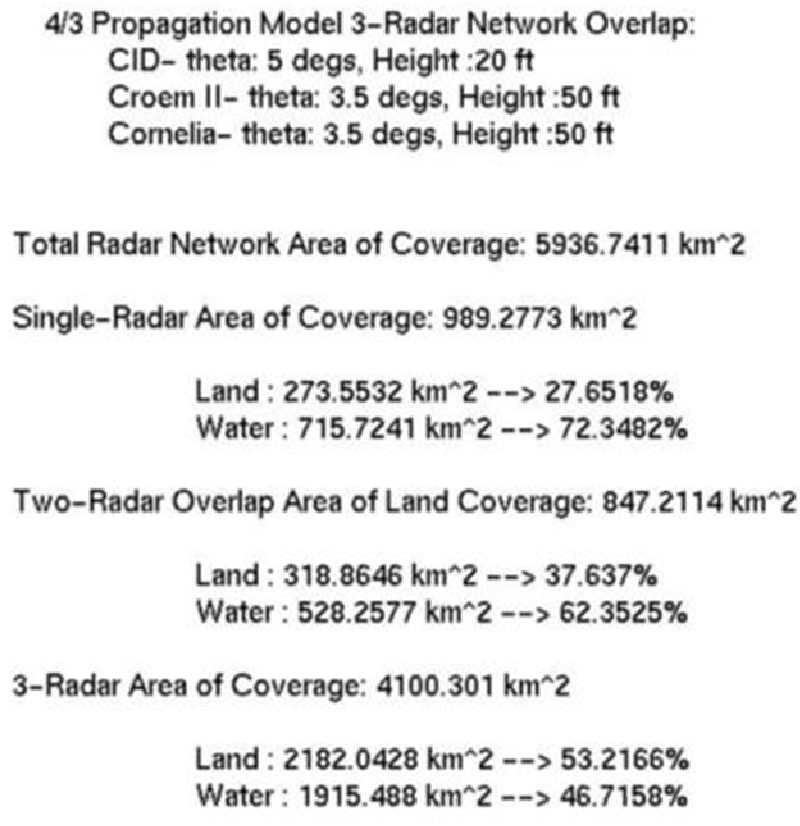 4/3 Propagation Model 3-Radar Network Overlap:
CID- theta: 5 degs, Height :20 ft
Croem II- theta: 3.5 degs, Height :50 ft
Cornelia- theta: 3.5 degs, Height :50 ft
Total Radar Network Area of Coverage: 5936.7411 km^2
Single-Radar Area of Coverage: 989.2773 km^2
Land : 273.5532 km^2 --> 27.6518%
Water : 715.7241 km^2 --> 72.3482%
Two-Radar Overlap Area of Land Coverage: 847.2114 km^2
Land : 318.8646 km^2 --> 37.637%
Water : 528.2577 km^2 --> 62.3525%
3-Radar Area of Coverage: 4100.301 km^2
Land : 2182.0428 km^2 --> 53.2166%
Water : 1915.488 km^2 --> 46.7158%